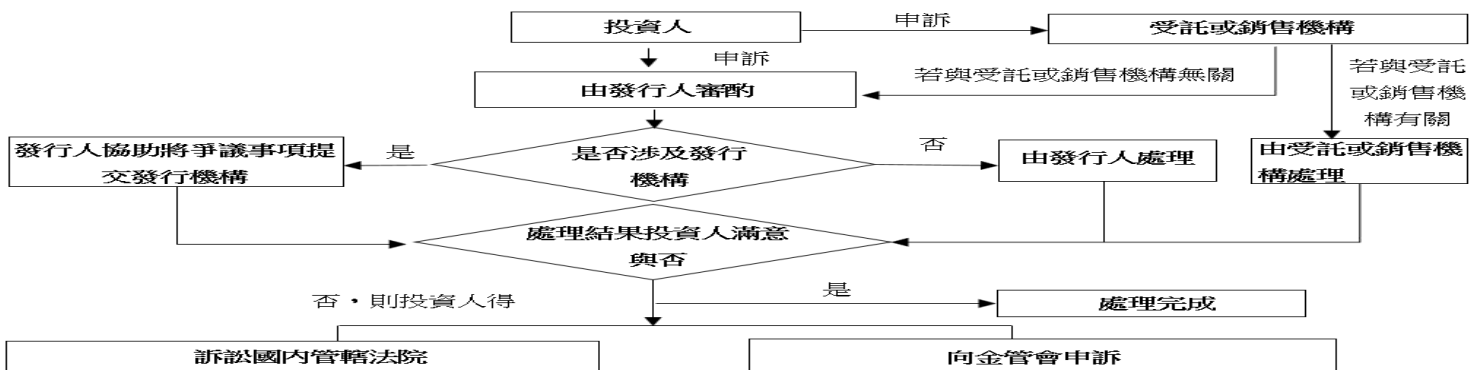 投資人
申訴
受託或銷售機構
申訴
若與受託或銷售機構無關
若與受託
或銷售機
構有關
由發行人審酌
發行人協助將爭議事項提
交發行機構
是
是否涉及發行
機構
否
由發行人處理
由受託或銷售機
構處理
處理結果投資人滿意
與否
否，則投資人得
是
處理完成
訴訟國內管轄法院
向金管會申訴